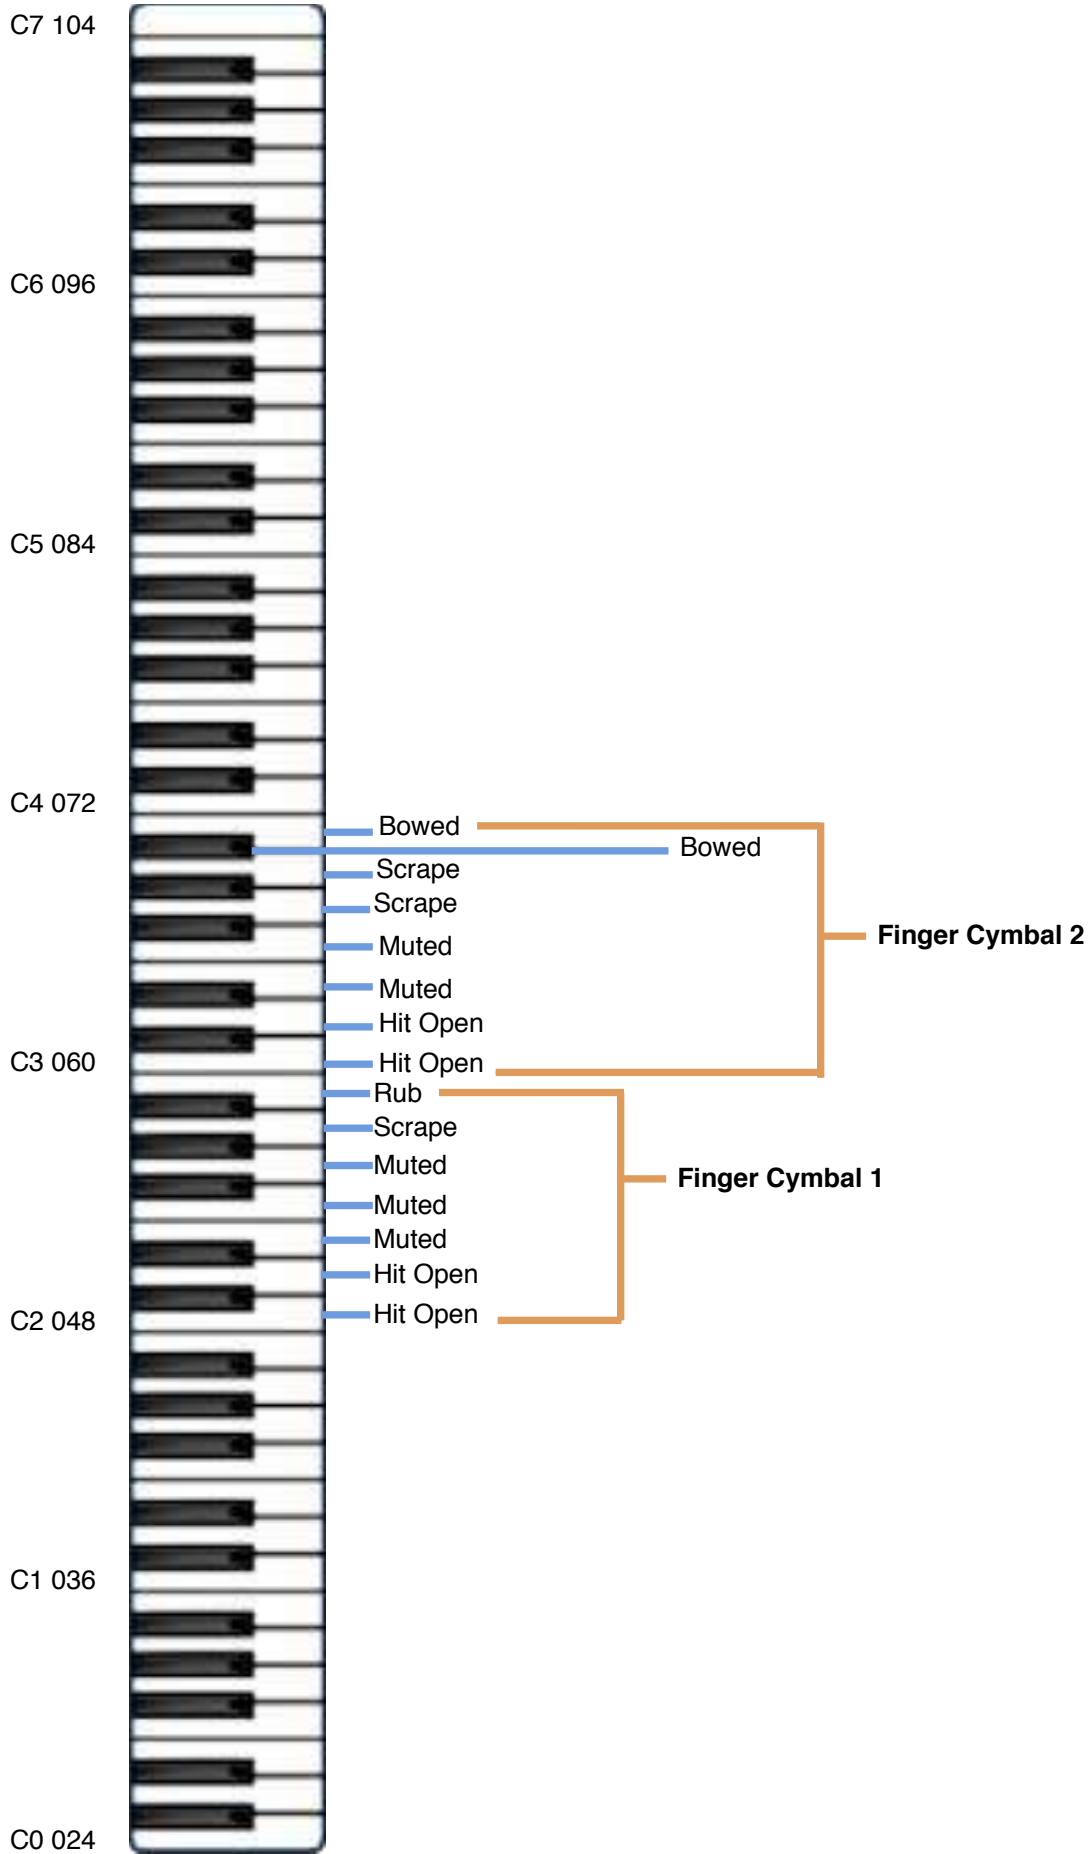 C7 104
C6 096
C5 084
C4 072
Bowed
Bowed
Scrape
Scrape
Finger Cymbal 2
Muted
Muted
Hit Open
C3 060
Hit Open
Rub
Scrape
Muted
Finger Cymbal 1
Muted
Muted
Hit Open
C2 048
Hit Open
C1 036
C0 024